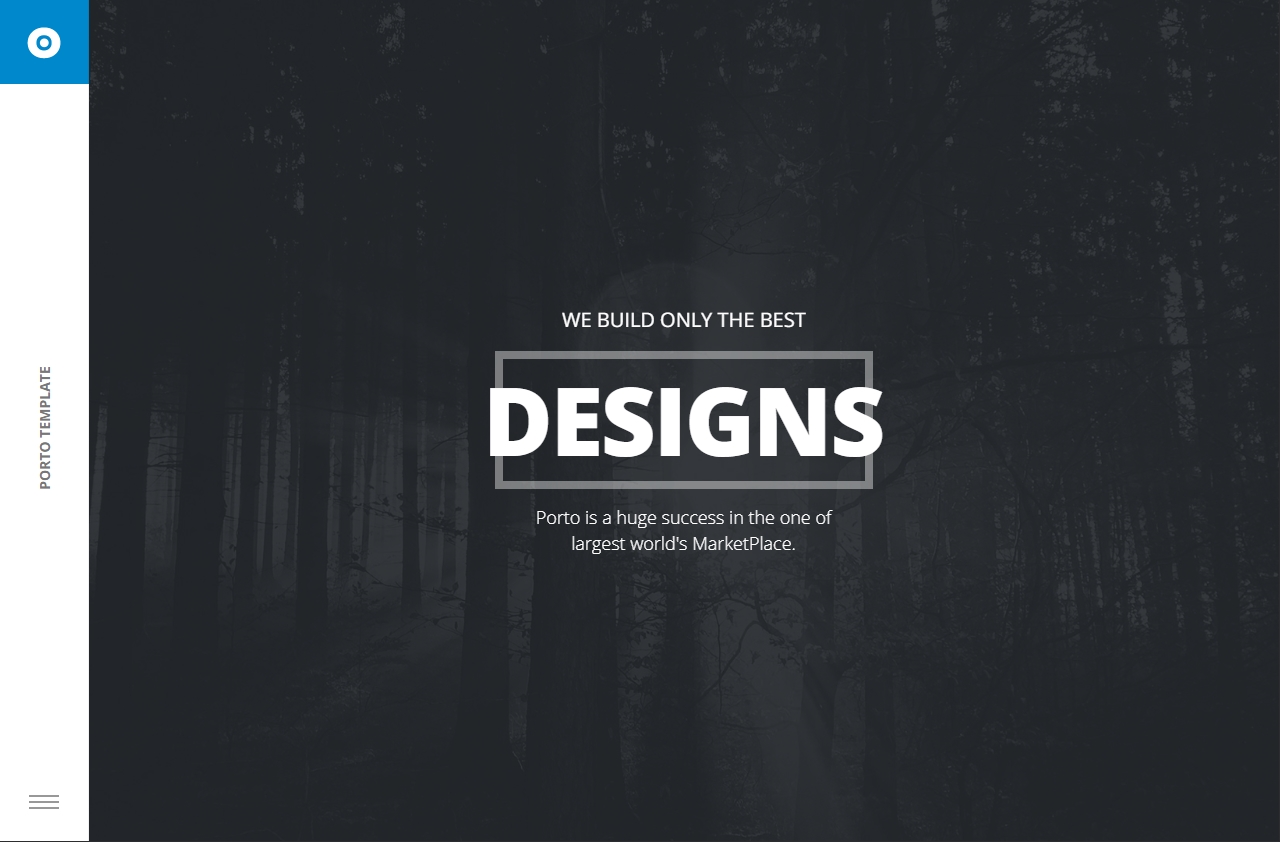 PORTO TEMPLATE
WE BUILD ONLY THE BEST
DESIGNS
Porto is a huge success in the one of
largest world's MarketPlace.